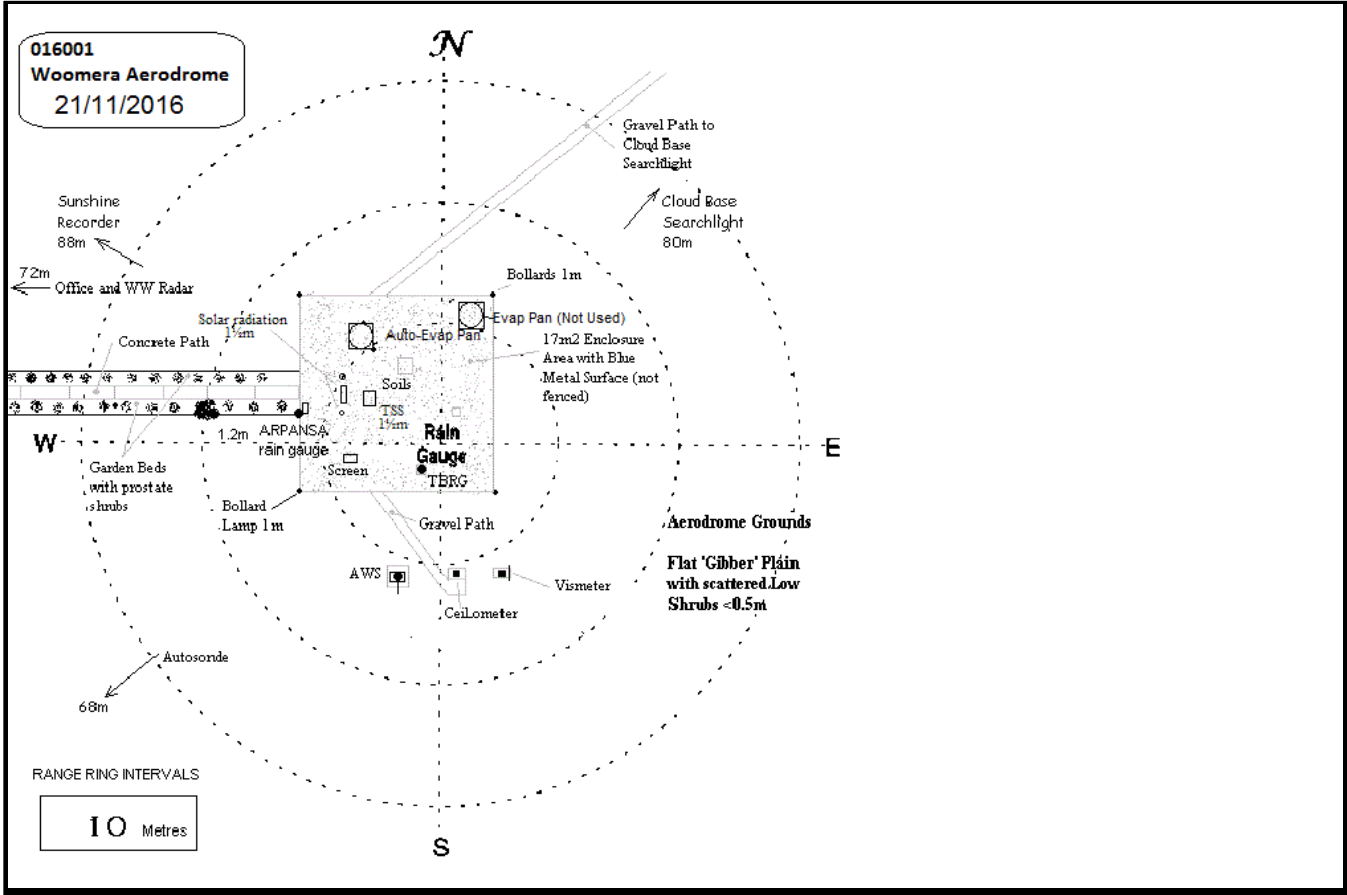 016001
Woomera Aerodrome
21/11/2016
N
Gravel Path to
Cloud Base
Searchlight
Sunshine
Recorder
88m
Cloud Base
Searchlight
80m
72m
Office and WW Radar
Bollards 1m
Solar radiation
1½m
Evap Pan (Not Used)
Auto-Evap Pan
Concrete Path
17m2 Enclosure
Area with Blue
Metal Surface (not
fenced)
Soils
TSS
1½m
1.2m
ARPANSA
rain gauge
Rain
Gauge
W
E
Screen
TBRG
Garden Beds
with prostate
shrubs
Bollard
Lamp 1m
Gravel Path
Aerodrome Grounds
Flat 'Gibber' Plain
with scattered Low
Shrubs <0.5m
AWS
Vismeter
CeiLometer
Autosonde
68m
RANGE RING INTERVALS
10 Metres
S